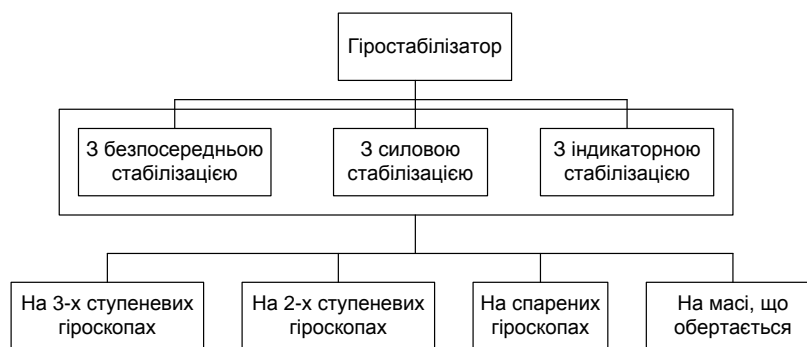 Гіростабілізатор
З безпосередньою
стабілізацією
З силовою
стабілізацією
З індикаторною
стабілізацією
На 3-х ступеневих
гіроскопах
На 2-х ступеневих
гіроскопах
На спарених
гіроскопах
На масі, що
обертається